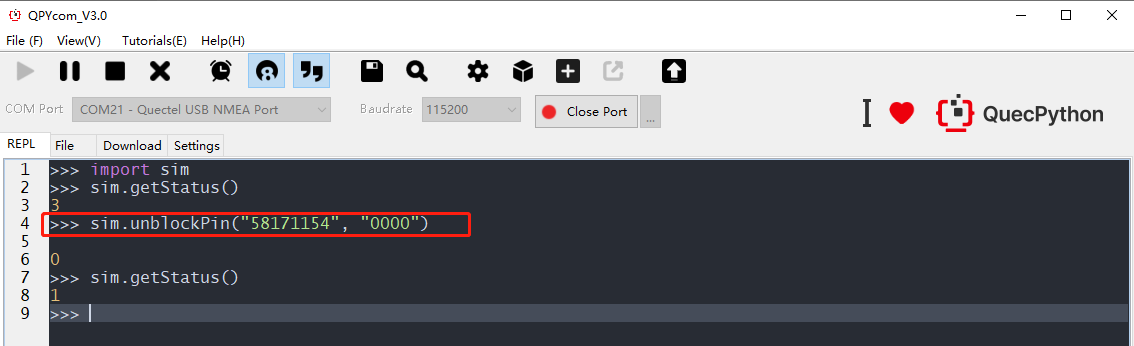 QPYcom_V3.0
File (F) View(V) Tutorials(E) Help(H)
COM Port COM21 - Quectel USB NMEA Port Baudrate 115200 Close Port ...
QuecPython
REPL File Download Settings
1 >>> import sim
2 >>> sim.getStatus()
3 3
4 >>> sim.unblockPin("58171154", "0000")
5
6 0
7 >>> sim.getStatus()
8 1
9 >>>